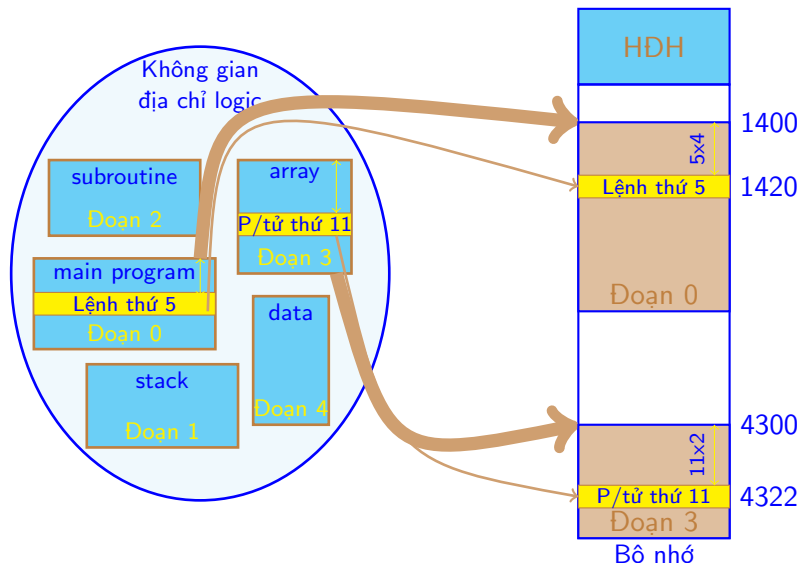 Không gian
địa chỉ logic
subroutine
Đoạn 2
array
P/tử thứ 11
Đoạn 3
main program
Lệnh thứ 5
Đoạn 0
data
Đoạn 4
stack
Đoạn 1
HĐH
1400
5x4
Lệnh thứ 5
1420
Đoạn 0
4300
11x2
P/tử thứ 11
4322
Đoạn 3
Bô nhớ